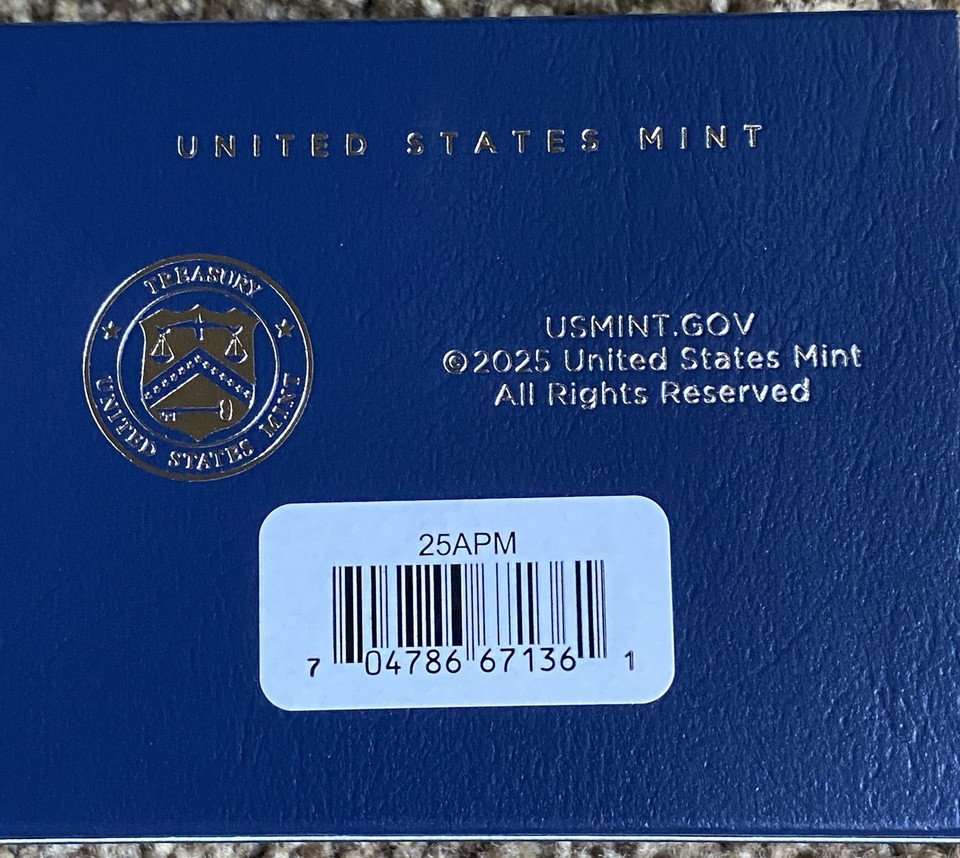 UNITED STATES MINT
TREASURY
UNITED STATES MINT
USMINT.GOV
©2025 United States Mint
All Rights Reserved
25APM
7 04786 67136 1